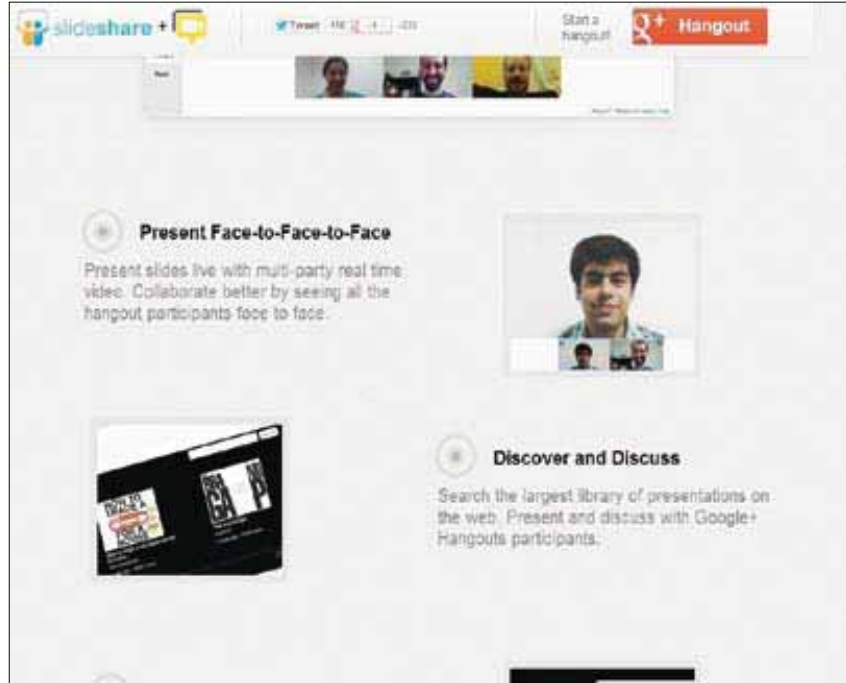 slideshare +
Tweet
Start a
hangout!
g+ Hangout
Present Face-to-Face-to-Face
Present slides live with multi-party real time
video. Collaborate better by seeing all the
hangout participants face to face.
Discover and Discuss
Search the largest library of presentations on
the web. Present and discuss with Google+
Hangouts participants.